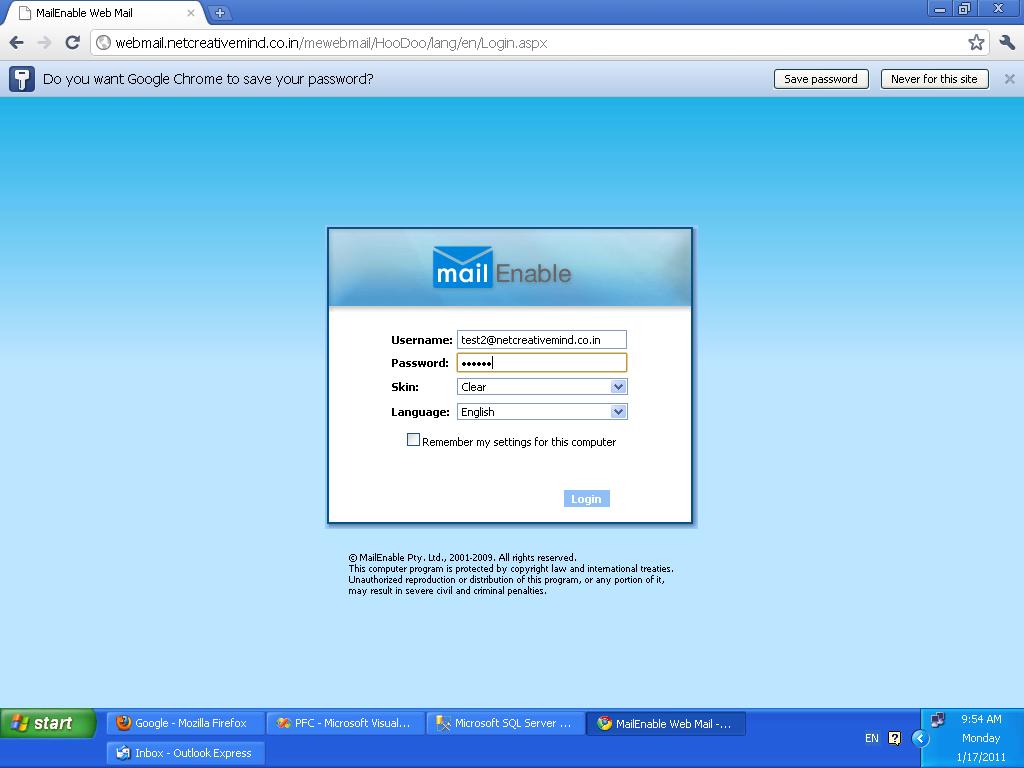 MailEnable Web Mail
webmail.netcreativemind.co.in/mewebmail/HooDoo/lang/en/Login.aspx
Do you want Google Chrome to save your password? Save password Never for this site
mail Enable
Username: test2@netcreativemind.co.in
Password: ••••••
Skin: Clear
Language: English
Remember my settings for this computer
Login
© MailEnable Pty. Ltd., 2001-2009. All rights reserved.
This computer program is protected by copyright law and international treaties.
Unauthorized reproduction or distribution of this program, or any portion of it,
may result in severe civil and criminal penalties.
start Google - Mozilla Firefox PFC - Microsoft Visual... Microsoft SQL Server ... MailEnable Web Mail -... 9:54 AM
EN Monday
Inbox - Outlook Express 1/17/2011